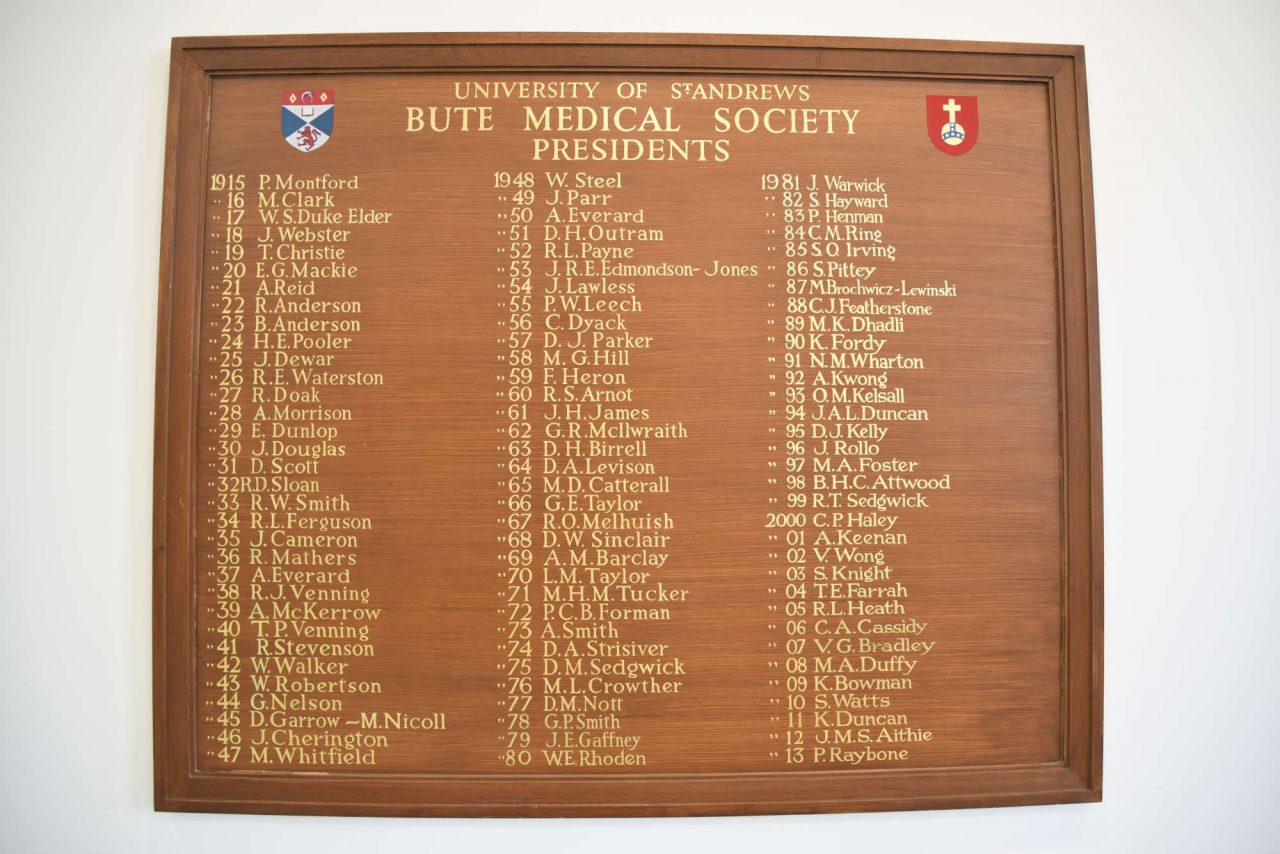 UNIVERSITY OF ST ANDREWS
BUTE MEDICAL SOCIETY
PRESIDENTS
1915 P. Montford
" 16 M. Clark
" 17 W. S. Duke Elder
" 18 J. Webster
" 19 T. Christie
" 20 E. G. Mackie
" 21 A. Reid
" 22 R. Anderson
" 23 B. Anderson
" 24 H. E. Pooler
" 25 J. Dewar
" 26 R. E. Waterston
" 27 R. Doak
" 28 A. Morrison
" 29 E. Dunlop
" 30 J. Douglas
" 31 D. Scott
" 32 R. D. Sloan
" 33 R. W. Smith
" 34 R. L. Ferguson
" 35 J. Cameron
" 36 R. Mathers
" 37 A. Everard
" 38 R. J. Venning
" 39 A. McKerrow
" 40 T. P. Venning
" 41 R. Stevenson
" 42 W. Walker
" 43 W. Robertson
" 44 G. Nelson
" 45 D. Garrow – M. Nicoll
" 46 J. Cherington
" 47 M. Whitfield
1948 W. Steel
" 49 J. Parr
" 50 A. Everard
" 51 D. H. Outram
" 52 R. L. Payne
" 53 J. R. E. Edmondson-Jones
" 54 J. Lawless
" 55 P. W. Leech
" 56 C. Dyack
" 57 D. J. Parker
" 58 M. G. Hill
" 59 F. Heron
" 60 R. S. Arnot
" 61 J. H. James
" 62 G. R. McIlwraith
" 63 D. H. Birrell
" 64 D. A. Levison
" 65 M. D. Catterall
" 66 G. E. Taylor
" 67 R. O. Melhuish
" 68 D. W. Sinclair
" 69 A. M. Barclay
" 70 L. M. Taylor
" 71 M. H. M. Tucker
" 72 P. C. B. Forman
" 73 A. Smith
" 74 D. A. Strisiver
" 75 D. M. Sedgwick
" 76 M. L. Crowther
" 77 D. M. Nott
" 78 G. P. Smith
" 79 J. E. Gaffney
" 80 W. E. Rhoden
1981 J. Warwick
" 82 S. Hayward
" 83 P. Henman
" 84 C. M. Ring
" 85 S. O. Irving
" 86 S. Pittey
" 87 M. Brochwicz-Lewinski
" 88 C. J. Featherstone
" 89 M. K. Dhadli
" 90 K. Fordy
" 91 N. M. Wharton
" 92 A. Kwong
" 93 O. M. Kelsall
" 94 J. A. L. Duncan
" 95 D. J. Kelly
" 96 J. Rollo
" 97 M. A. Foster
" 98 B. H. C. Attwood
" 99 R. T. Sedgwick
2000 C. P. Haley
" 01 A. Keenan
" 02 V. Wong
" 03 S. Knight
" 04 T. E. Farrah
" 05 R. L. Heath
" 06 C. A. Cassidy
" 07 V. G. Bradley
" 08 M. A. Duffy
" 09 K. Bowman
" 10 S. Watts
" 11 K. Duncan
" 12 J. M. S. Aithie
" 13 P. Raybone